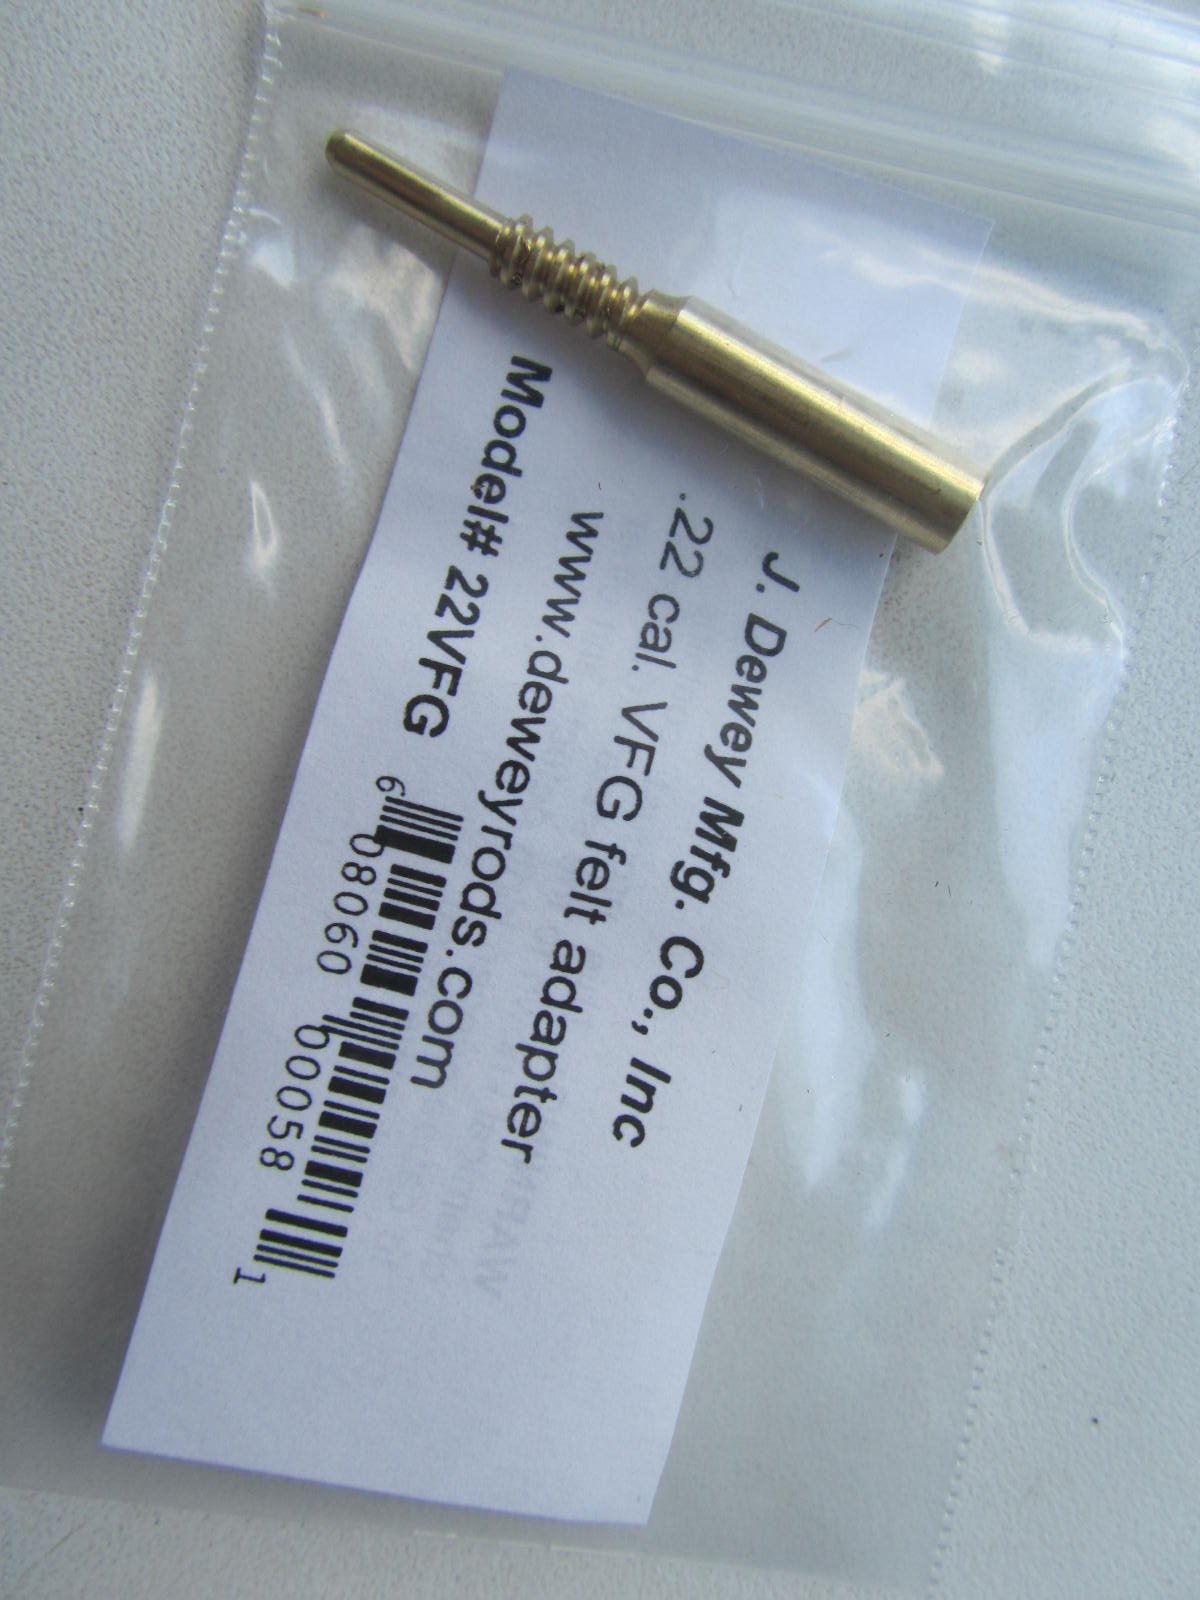 J. Dewey Mfg. Co., Inc
.22 cal. VFG felt adapter
www.deweyrods.com
Model# 22VFG
6 08060 00058 1